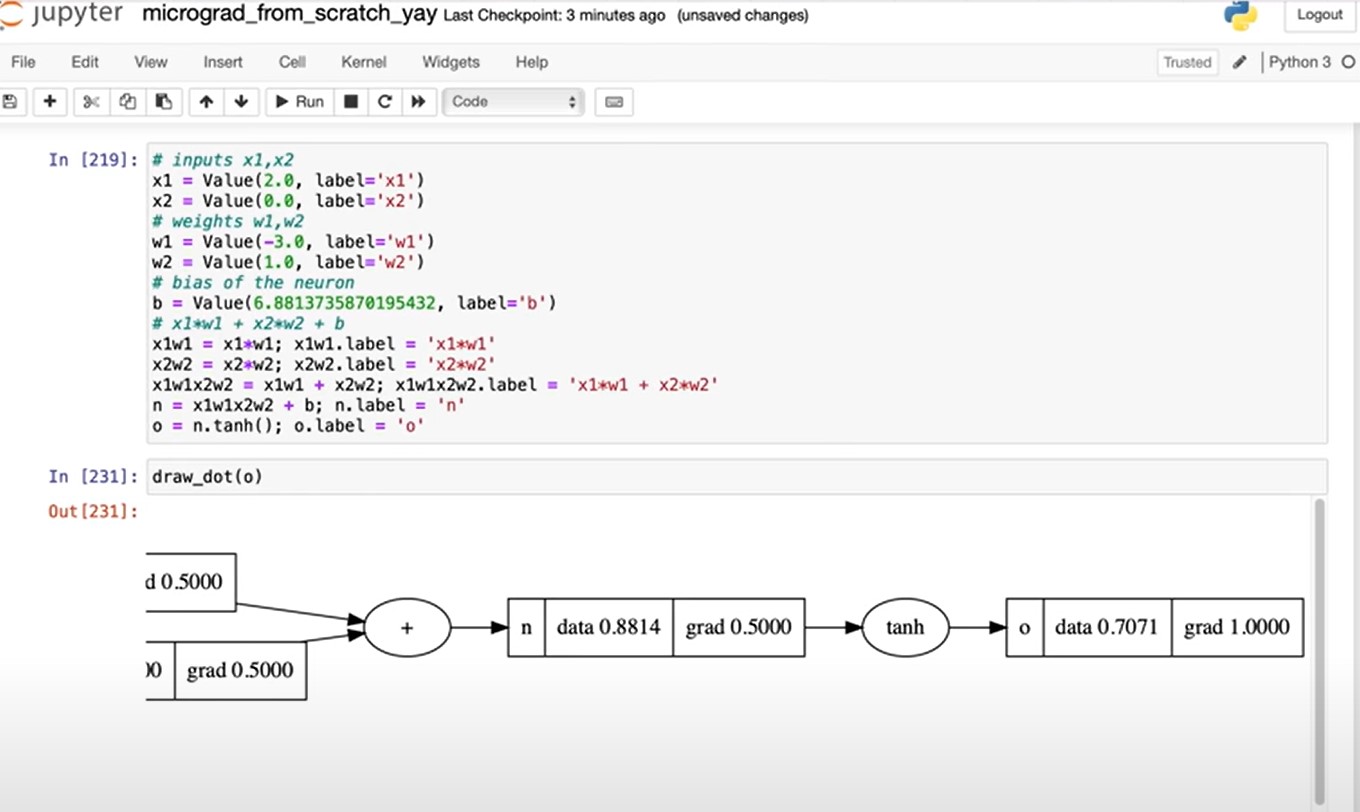 jupyter micrograd_from_scratch_yay Last Checkpoint: 3 minutes ago (unsaved changes) Logout
File Edit View Insert Cell Kernel Widgets Help Trusted Python 3
Run Code
In [219]: # inputs x1,x2
x1 = Value(2.0, label='x1')
x2 = Value(0.0, label='x2')
# weights w1,w2
w1 = Value(-3.0, label='w1')
w2 = Value(1.0, label='w2')
# bias of the neuron
b = Value(6.8813735870195432, label='b')
# x1*w1 + x2*w2 + b
x1w1 = x1*w1; x1w1.label = 'x1*w1'
x2w2 = x2*w2; x2w2.label = 'x2*w2'
x1w1x2w2 = x1w1 + x2w2; x1w1x2w2.label = 'x1*w1 + x2*w2'
n = x1w1x2w2 + b; n.label = 'n'
o = n.tanh(); o.label = 'o'
In [231]: draw_dot(o)
Out[231]:
d 0.5000
+ n data 0.8814 grad 0.5000 tanh o data 0.7071 grad 1.0000
0 grad 0.5000